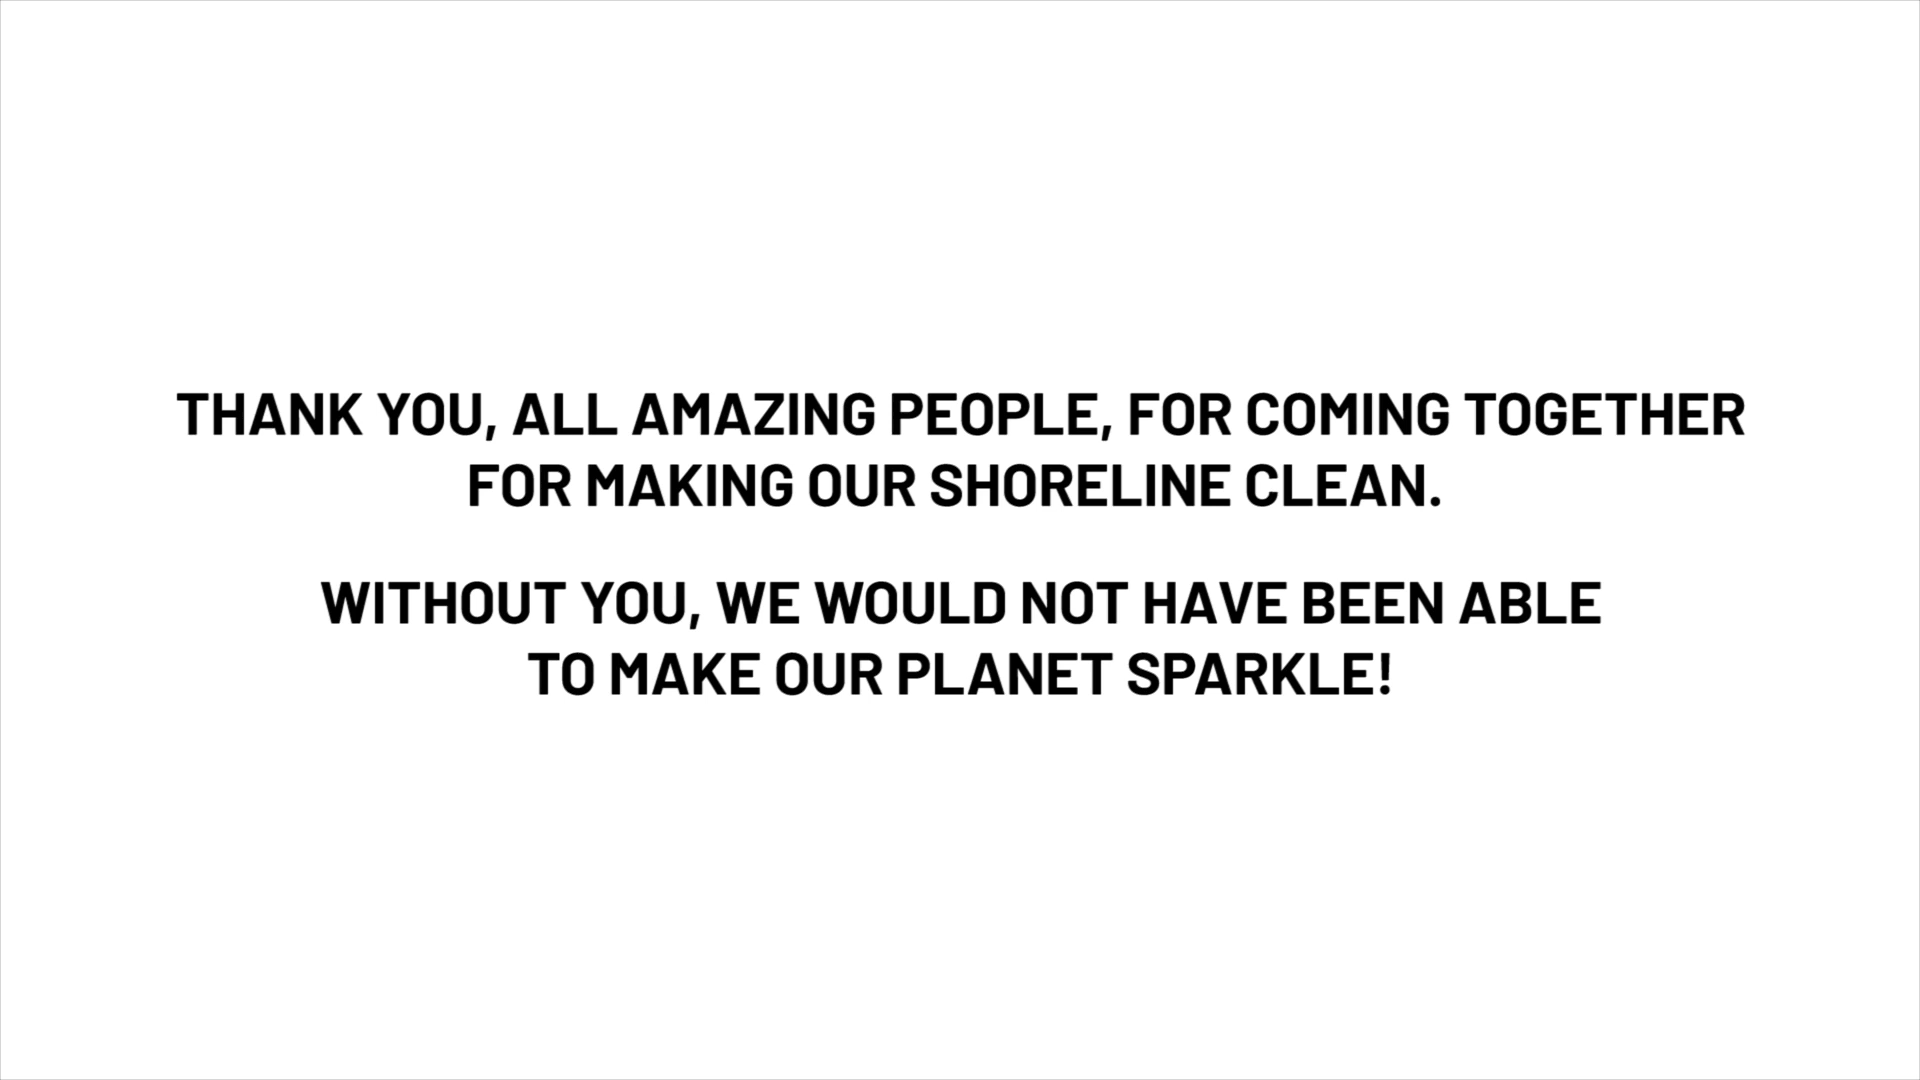 THANK YOU, ALL AMAZING PEOPLE, FOR COMING TOGETHER
FOR MAKING OUR SHORELINE CLEAN.
WITHOUT YOU, WE WOULD NOT HAVE BEEN ABLE
TO MAKE OUR PLANET SPARKLE!